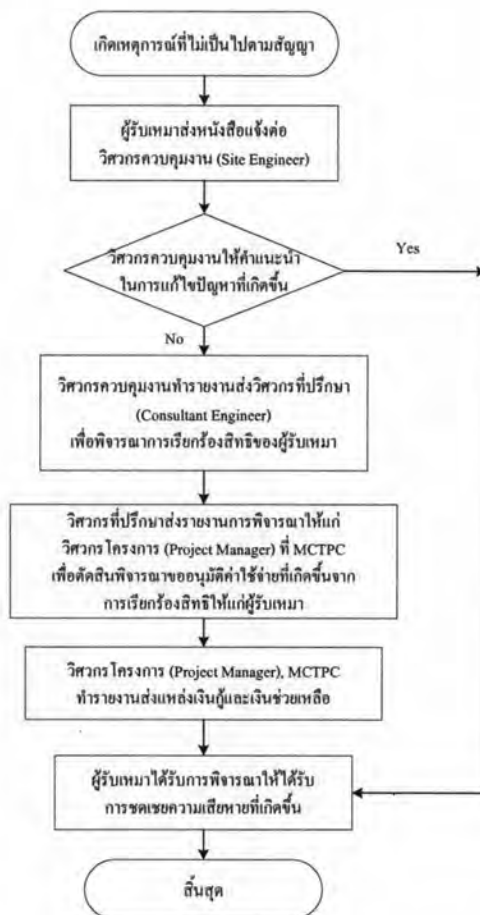 เกิดเหตุการณ์ที่ไม่เป็นไปตามสัญญา
ผู้รับเหมาส่งหนังสือแจ้งต่อ
วิศวกรควบคุมงาน (Site Engineer)
วิศวกรควบคุมงานให้คำแนะนำ
ในการแก้ไขปัญหาที่เกิดขึ้น
Yes
No
วิศวกรควบคุมงานทำรายงานส่งวิศวกรที่ปรึกษา
(Consultant Engineer)
เพื่อพิจารณาการเรียกร้องสิทธิของผู้รับเหมา
วิศวกรที่ปรึกษาส่งรายงานการพิจารณาให้แก่
วิศวกรโครงการ (Project Manager) ที่ MCTPC
เพื่อตัดสินพิจารณาขออนุมัติค่าใช้จ่ายที่เกิดขึ้นจาก
การเรียกร้องสิทธิให้แก่ผู้รับเหมา
วิศวกรโครงการ (Project Manager), MCTPC
ทำรายงานส่งแหล่งเงินกู้และเงินช่วยเหลือ
ผู้รับเหมาได้รับการพิจารณาให้ได้รับ
การชดเชยความเสียหายที่เกิดขึ้น
สิ้นสุด